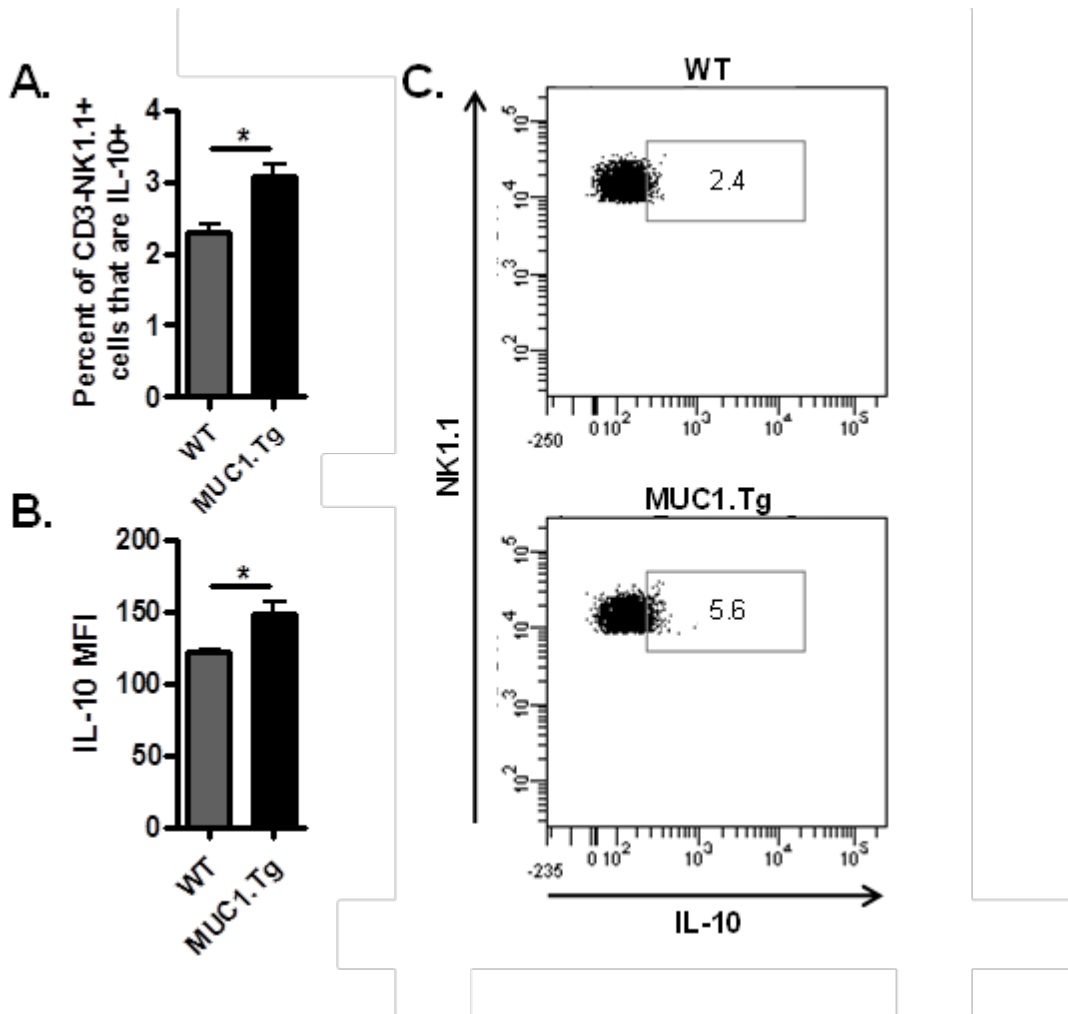 A.
Percent of CD3-NK1.1+
cells that are IL-10+
4
3
2
1
0
*
WT
MUC1.Tg
B.
IL-10 MFI
200
150
100
50
0
*
WT
MUC1.Tg
C.
NK1.1
WT
10^5
10^4
10^3
10^2
2.4
-250
0 10^2 10^3 10^4 10^5
MUC1.Tg
10^5
10^4
10^3
10^2
5.6
-235
0 10^2 10^3 10^4 10^5
IL-10